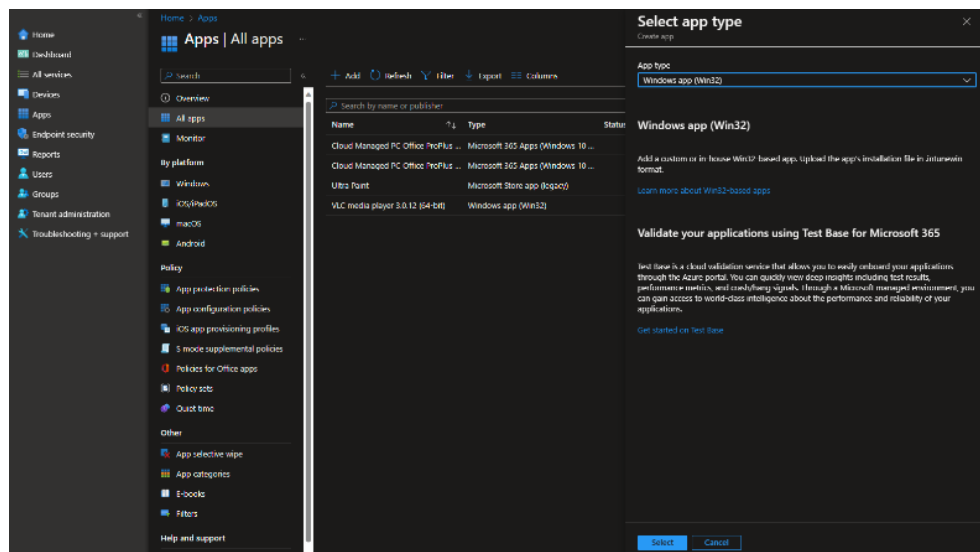 Home
Dashboard
All services
Devices
Apps
Endpoint security
Reports
Users
Groups
Tenant administration
Troubleshooting + support
Home > Apps
Apps | All apps
Search
Overview
All apps
Monitor
By platform
Windows
iOS/iPadOS
macOS
Android
Policy
App protection policies
App configuration policies
iOS app provisioning profiles
S mode supplemental policies
Policies for Office apps
Policy sets
Quiet time
Other
App selective wipe
App categories
E-books
Filters
Help and support
Add Refresh Filter Export Columns
Search by name or publisher
Name Type Status
Cloud Managed PC Office ProPlus ... Microsoft 365 Apps (Windows 10 ...
Cloud Managed PC Office ProPlus ... Microsoft 365 Apps (Windows 10 ...
Ultra Paint Microsoft Store app (legacy)
VLC media player 3.0.12 (64-bit) Windows app (Win32)
Select app type
Create app
App type
Windows app (Win32)
Windows app (Win32)
Add a custom or in-house Win32-based app. Upload the app's installation file in .intunewin
format.
Learn more about Win32-based apps
Validate your applications using Test Base for Microsoft 365
Test Base is a cloud validation service that allows you to easily onboard your applications
through the Azure portal. You can quickly view deep insights including test results,
performance metrics, and crash/hang signals. Through a Microsoft managed environment, you
can gain access to world-class intelligence about the performance and reliability of your
applications.
Get started on Test Base
Select Cancel